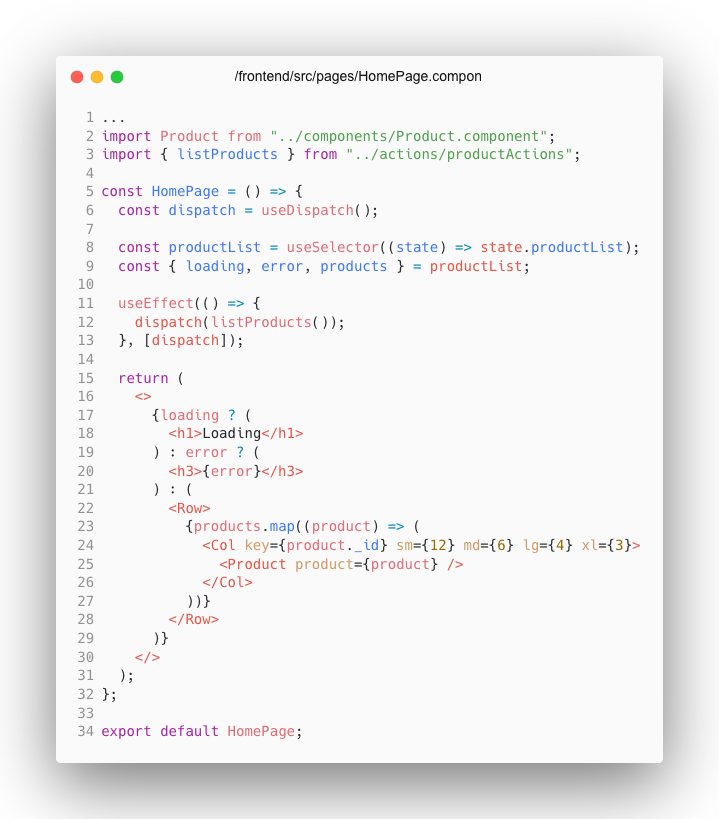 /frontend/src/pages/HomePage.compon
1 ...
2 import Product from "../components/Product.component";
3 import { listProducts } from "../actions/productActions";
4
5 const HomePage = () => {
6   const dispatch = useDispatch();
7
8   const productList = useSelector((state) => state.productList);
9   const { loading, error, products } = productList;
10
11   useEffect(() => {
12     dispatch(listProducts());
13   }, [dispatch]);
14
15   return (
16     <>
17       {loading ? (
18         <h1>Loading</h1>
19       ) : error ? (
20         <h3>{error}</h3>
21       ) : (
22         <Row>
23           {products.map((product) => (
24             <Col key={product._id} sm={12} md={6} lg={4} xl={3}>
25               <Product product={product} />
26             </Col>
27           ))}
28         </Row>
29       )}
30     </>
31   );
32 };
33
34 export default HomePage;